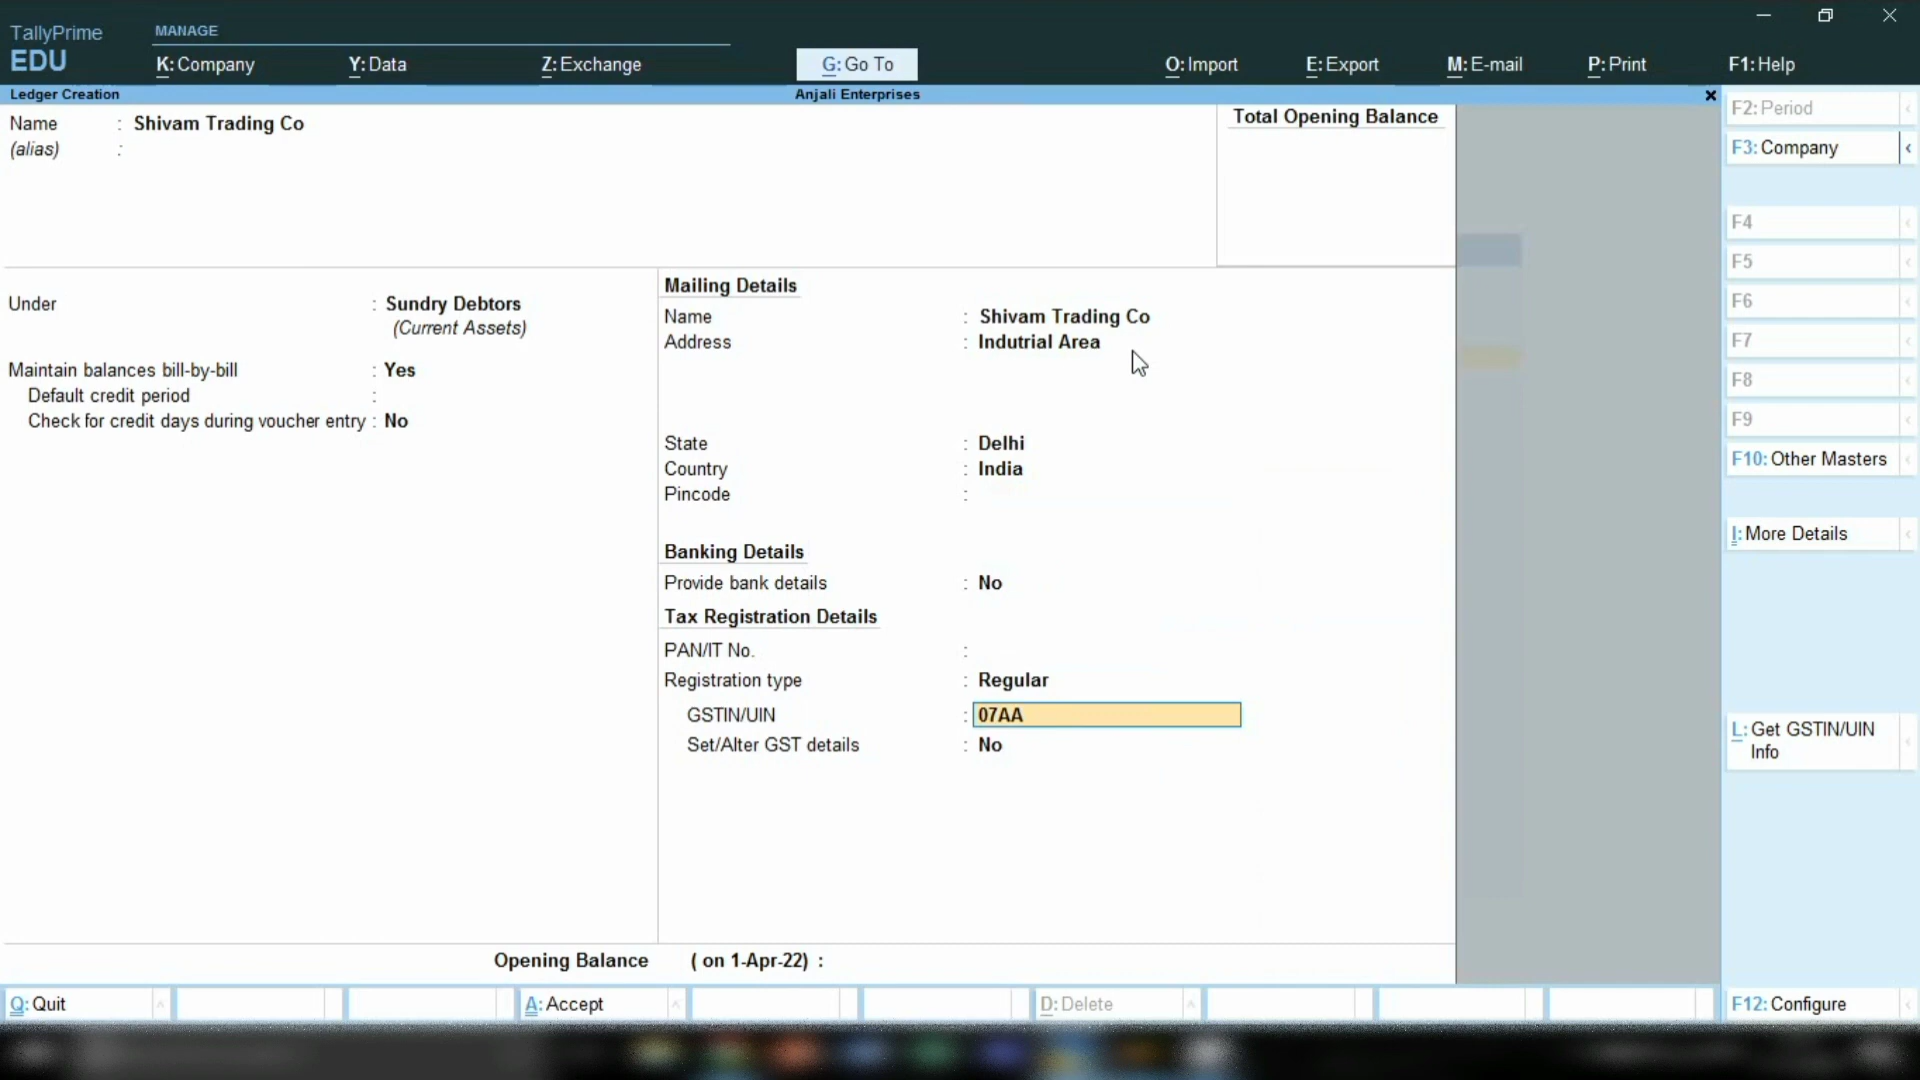 TallyPrime
EDU
MANAGE
K: Company
Y: Data
Z: Exchange
G: Go To
O: Import
E: Export
M: E-mail
P: Print
F1: Help
Ledger Creation
Anjali Enterprises
Name : Shivam Trading Co
(alias) :
Total Opening Balance
Under : Sundry Debtors
(Current Assets)
Maintain balances bill-by-bill : Yes
Default credit period :
Check for credit days during voucher entry : No
Mailing Details
Name : Shivam Trading Co
Address : Indutrial Area
State : Delhi
Country : India
Pincode :
Banking Details
Provide bank details : No
Tax Registration Details
PAN/IT No. :
Registration type : Regular
GSTIN/UIN : 07AA
Set/Alter GST details : No
Opening Balance ( on 1-Apr-22) :
F2: Period
F3: Company
F4
F5
F6
F7
F8
F9
F10: Other Masters
I: More Details
L: Get GSTIN/UIN
Info
Q: Quit
A: Accept
D: Delete
F12: Configure